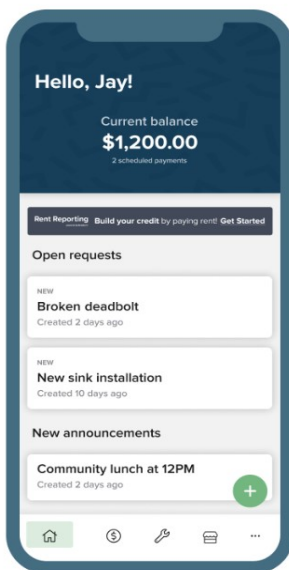 Hello, Jay!
Current balance
$1,200.00
2 scheduled payments
Rent Reporting Build your credit by paying rent! Get Started
Open requests
NEW
Broken deadbolt
Created 2 days ago
NEW
New sink installation
Created 10 days ago
New announcements
Community lunch at 12PM
Created 2 days ago